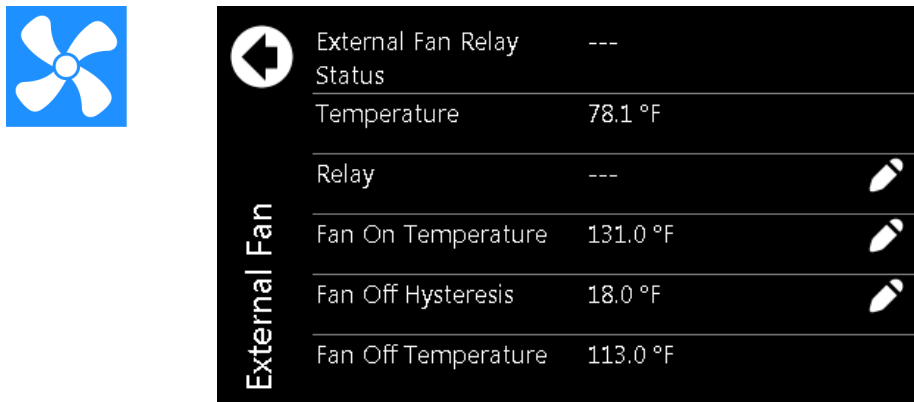 External Fan
External Fan Relay ---
Status
Temperature 78.1 °F
Relay ---
Fan On Temperature 131.0 °F
Fan Off Hysteresis 18.0 °F
Fan Off Temperature 113.0 °F